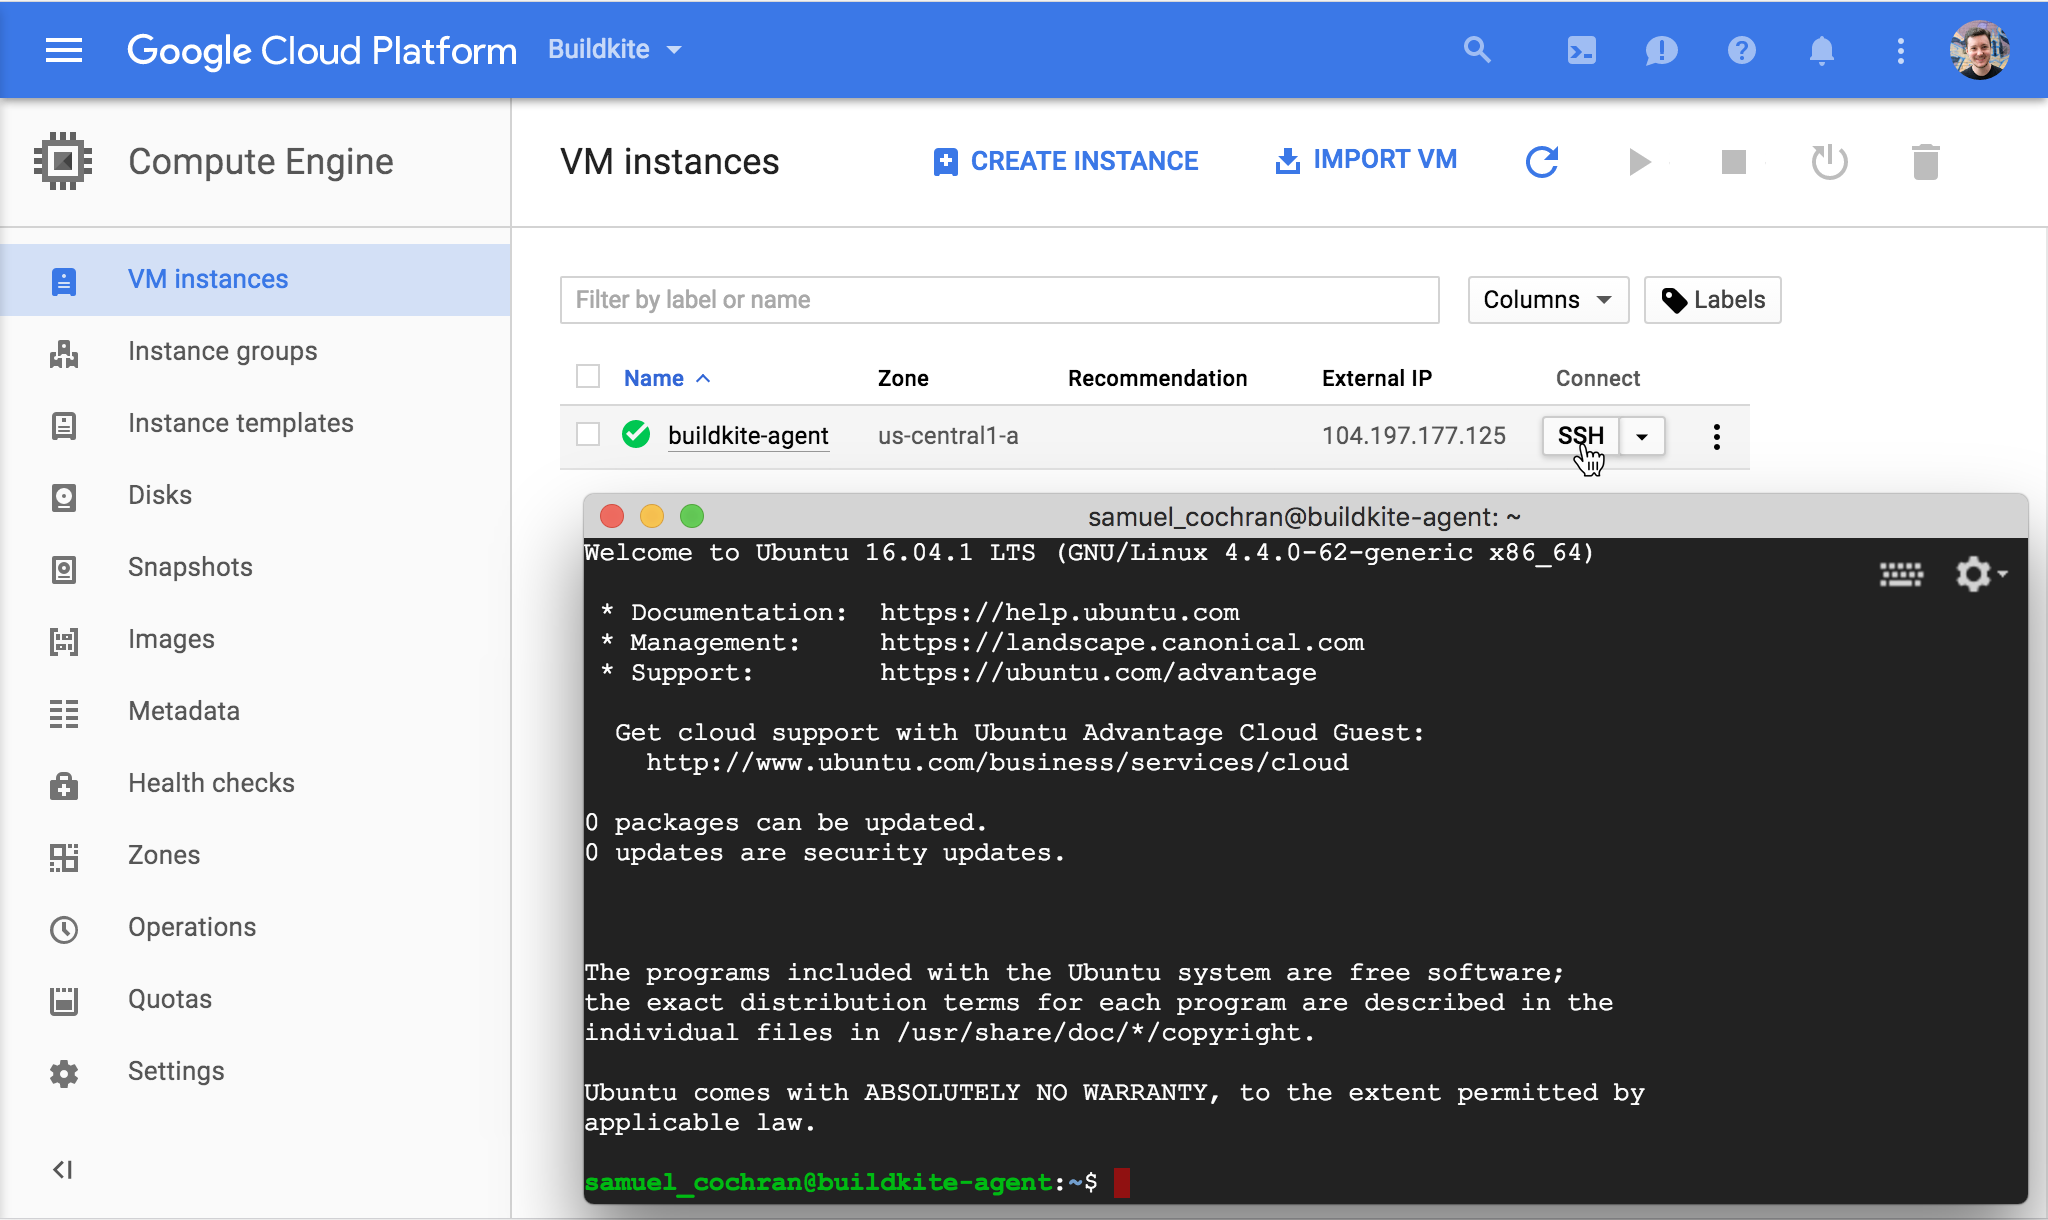 Google Cloud Platform Buildkite
Compute Engine
VM instances CREATE INSTANCE IMPORT VM
VM instances
Instance groups
Instance templates
Disks
Snapshots
Images
Metadata
Health checks
Zones
Operations
Quotas
Settings
Filter by label or name Columns Labels
Name Zone Recommendation External IP Connect
buildkite-agent us-central1-a 104.197.177.125 SSH
samuel_cochran@buildkite-agent: ~
Welcome to Ubuntu 16.04.1 LTS (GNU/Linux 4.4.0-62-generic x86_64)
* Documentation: https://help.ubuntu.com
* Management: https://landscape.canonical.com
* Support: https://ubuntu.com/advantage
Get cloud support with Ubuntu Advantage Cloud Guest:
http://www.ubuntu.com/business/services/cloud
0 packages can be updated.
0 updates are security updates.
The programs included with the Ubuntu system are free software;
the exact distribution terms for each program are described in the
individual files in /usr/share/doc/*/copyright.
Ubuntu comes with ABSOLUTELY NO WARRANTY, to the extent permitted by
applicable law.
samuel_cochran@buildkite-agent:~$